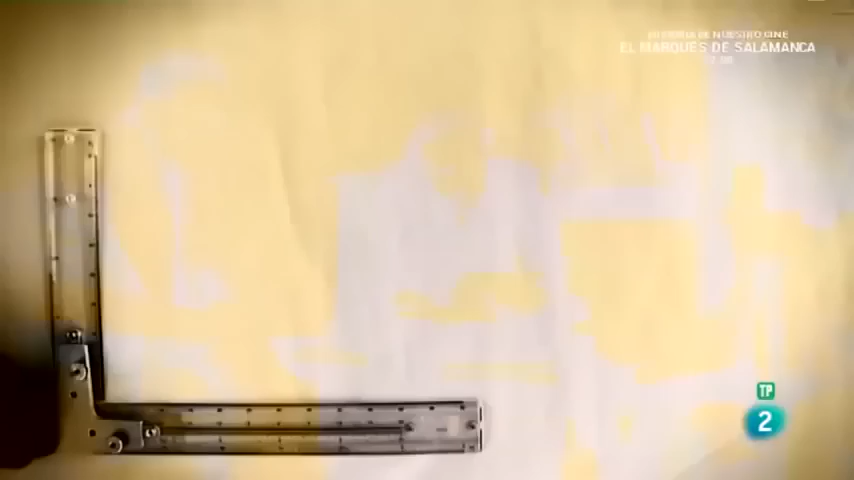 HISTORIA DE NUESTRO CINE
EL MARQUÉS DE SALAMANCA
TP
2